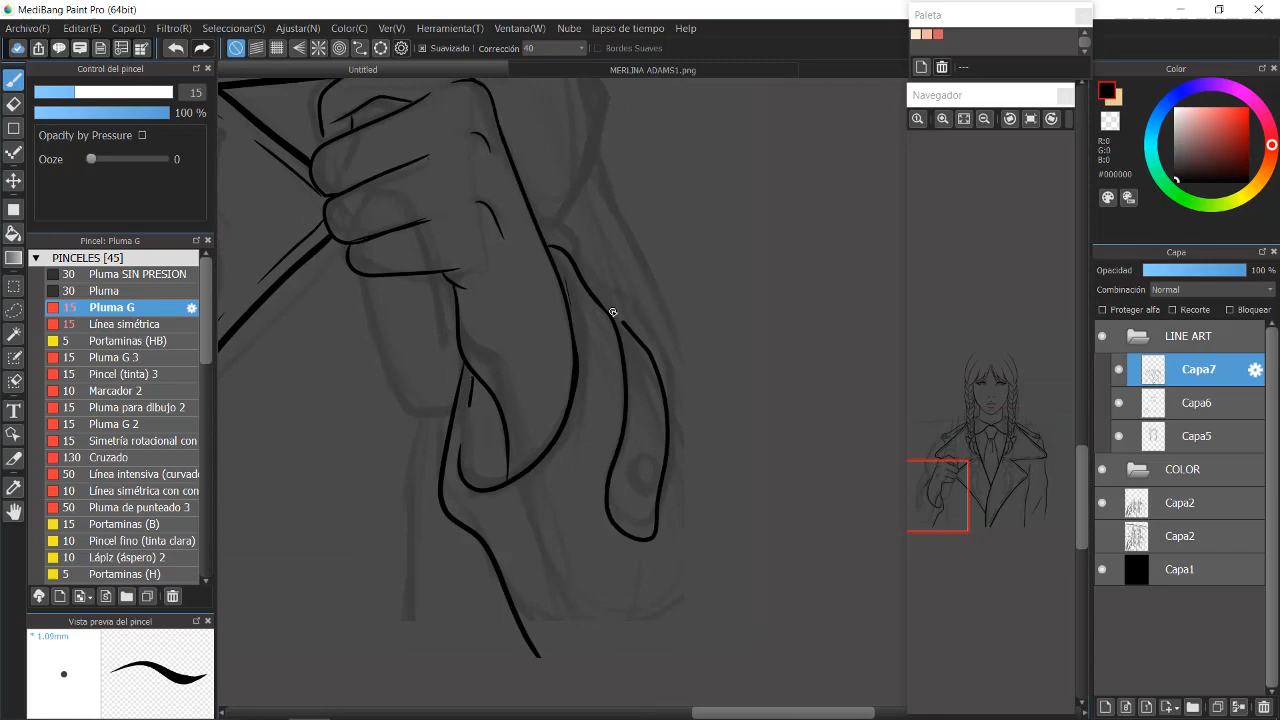 MediBang Paint Pro (64bit)
Archivo(F) Editar(E) Capa(L) Filtro(R) Seleccionar(S) Ajustar(N) Color(C) Ver(V) Herramienta(T) Ventana(W) Nube lapso de tiempo Help
Suavizado Corrección 40 Bordes Suaves
Untitled MERLINA ADAMS1.png
Control del pincel
15
100 %
Opacity by Pressure
Ooze 0
Pincel: Pluma G
PINCELES [45]
30 Pluma SIN PRESION
30 Pluma
15 Pluma G
15 Línea simétrica
5 Portaminas (HB)
15 Pluma G 3
15 Pincel (tinta) 3
10 Marcador 2
15 Pluma para dibujo 2
15 Pluma G 2
15 Simetría rotacional con
130 Cruzado
50 Línea intensiva (curvado
10 Línea simétrica con con
50 Pluma de punteado 3
15 Portaminas (B)
10 Pincel fino (tinta clara)
10 Lápiz (áspero) 2
5 Portaminas (H)
Vista previa del pincel
* 1.09mm
Paleta
---
Navegador
Color
R:0
G:0
B:0
#000000
Capa
Opacidad 100 %
Combinación Normal
Proteger alfa Recorte Bloquear
LINE ART
Capa7
Capa6
Capa5
COLOR
Capa2
Capa2
Capa1